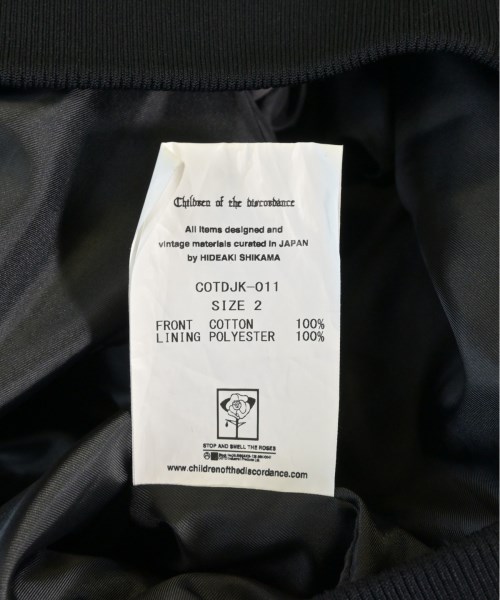 Children of the discordance
All items designed and
vintage materials curated in JAPAN
by HIDEAKI SHIKAMA
COTDJK-011
SIZE 2
FRONT COTTON 100%
LINING POLYESTER 100%
STOP AND SMELL THE ROSES
www.childrenofthediscordance.com